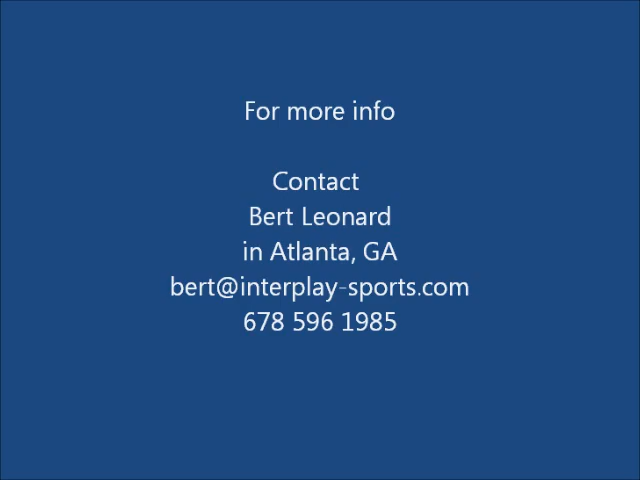 For more info
Contact
Bert Leonard
in Atlanta, GA
bert@interplay-sports.com
678 596 1985